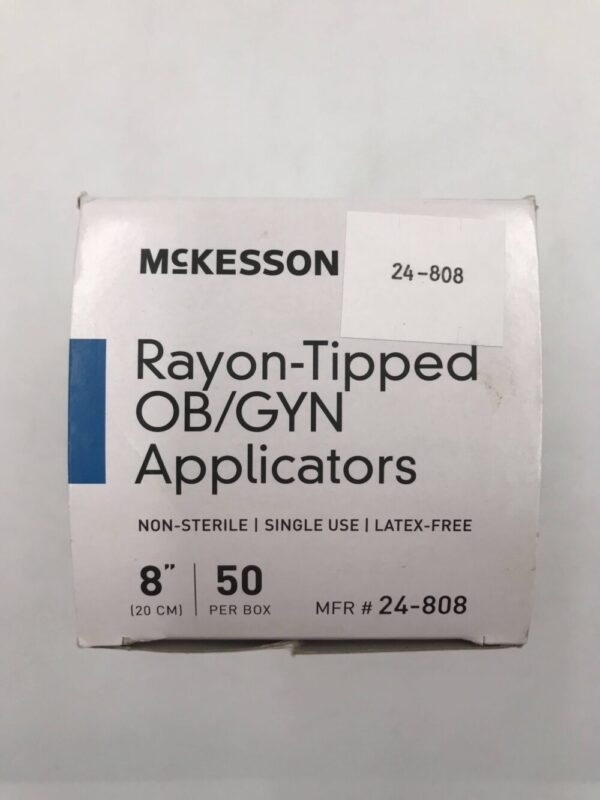 McKESSON
24-808
Rayon-Tipped
OB/GYN
Applicators
NON-STERILE | SINGLE USE | LATEX-FREE
8” | 50
(20 CM) | PER BOX
MFR # 24-808